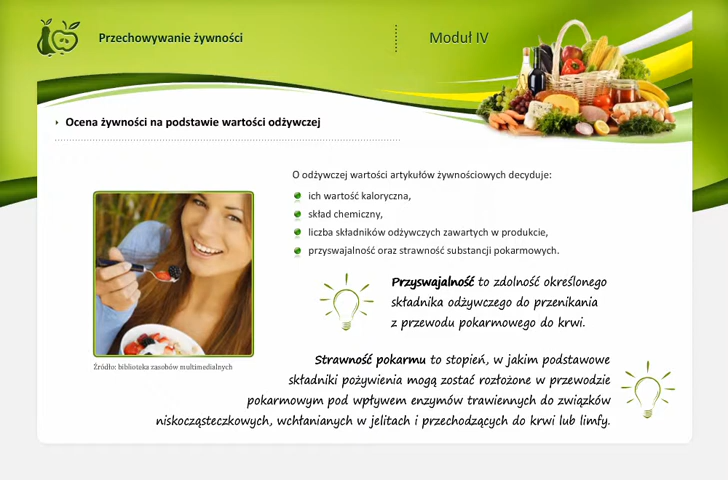 Przechowywanie żywności
Moduł IV
Ocena żywności na podstawie wartości odżywczej
O odżywczej wartości artykułów żywnościowych decyduje:
ich wartość kaloryczna,
skład chemiczny,
liczba składników odżywczych zawartych w produkcie,
przyswajalność oraz strawność substancji pokarmowych.
Przyswajalność to zdolność określonego
składnika odżywczego do przenikania
z przewodu pokarmowego do krwi.
Źródło: biblioteka zasobów multimedialnych
Strawność pokarmu to stopień, w jakim podstawowe
składniki pożywienia mogą zostać rozłożone w przewodzie
pokarmowym pod wpływem enzymów trawiennych do związków
niskocząsteczkowych, wchłanianych w jelitach i przechodzących do krwi lub limfy.